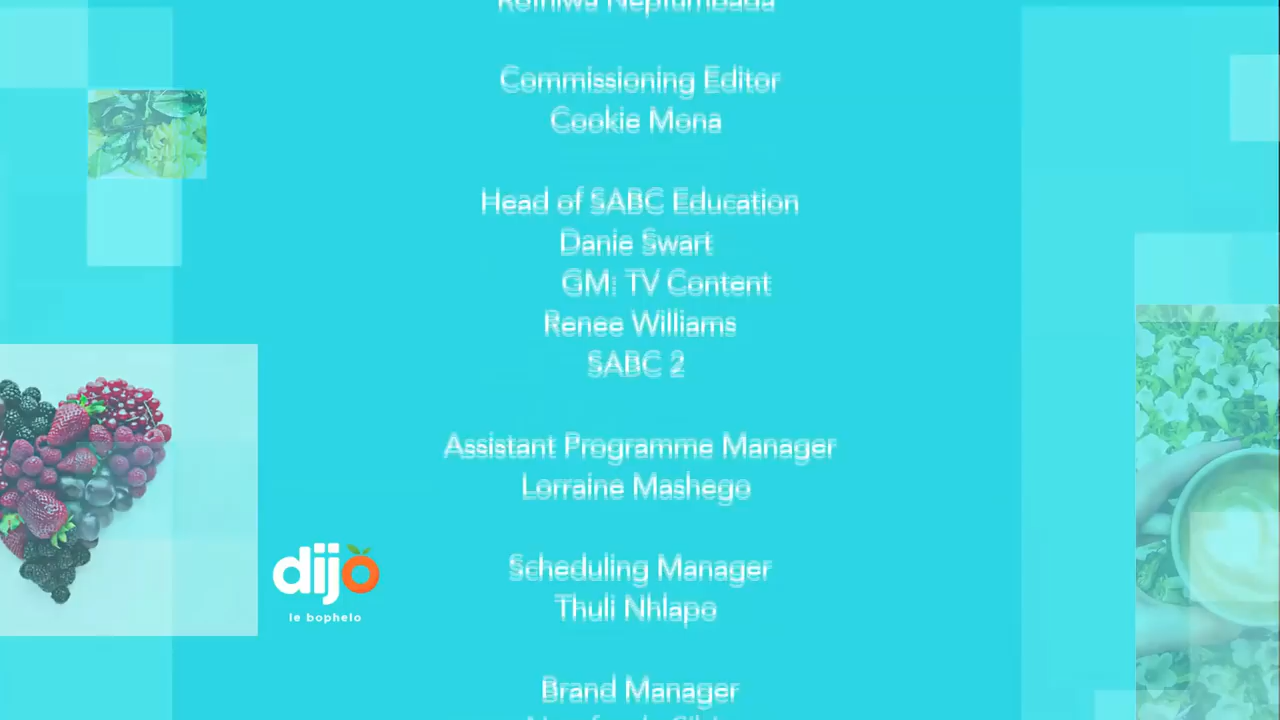 Commissioning Editor
Cookie Mona
Head of SABC Education
Danie Swart
GM: TV Content
Renee Williams
SABC 2
Assistant Programme Manager
Lorraine Mashego
Scheduling Manager
Thuli Nhlapo
Brand Manager
dijo
le bophelo